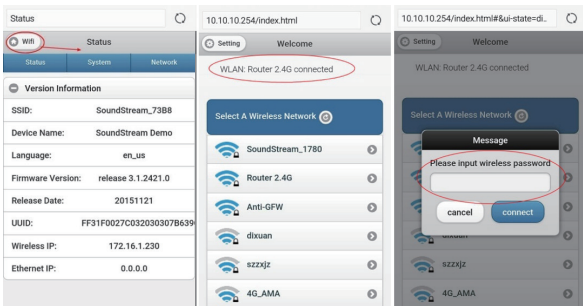 Status
Wifi
Status
Status System Network
Version Information
SSID: SoundStream_73B8
Device Name: SoundStream Demo
Language: en_us
Firmware Version: release 3.1.2421.0
Release Date: 20151121
UUID: FF31F0027C032030307B639
Wireless IP: 172.16.1.230
Ethernet IP: 0.0.0.0
10.10.10.254/index.html
Setting Welcome
WLAN: Router 2.4G connected
Select A Wireless Network
SoundStream_1780
Router 2.4G
Anti-GFW
dixuan
szzxjz
4G_AMA
10.10.10.254/index.html#&ui-state=di..
Setting Welcome
WLAN: Router 2.4G connected
Select A Wireless Network
Message
Please input wireless password
cancel connect
dixuan
szzxjz
4G_AMA